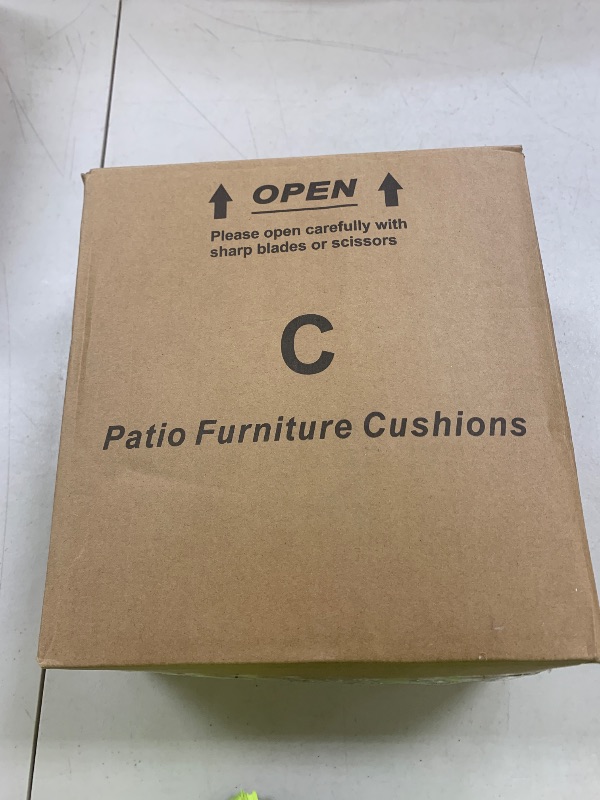 OPEN
Please open carefully with
sharp blades or scissors
C
Patio Furniture Cushions